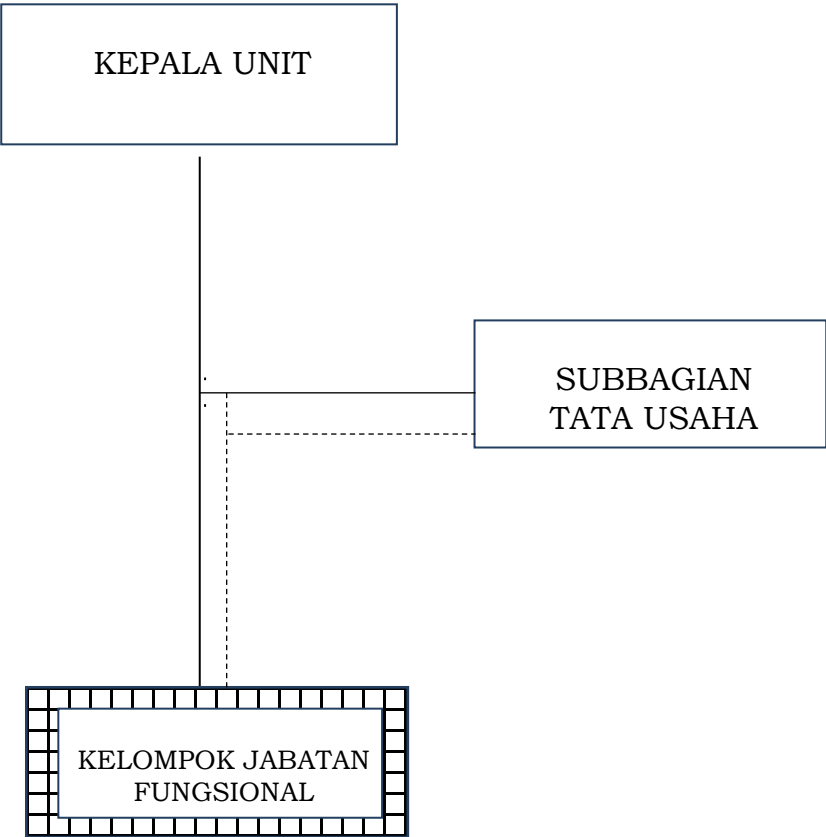 KEPALA UNIT
SUBBAGIAN
TATA USAHA
KELOMPOK JABATAN
FUNGSIONAL